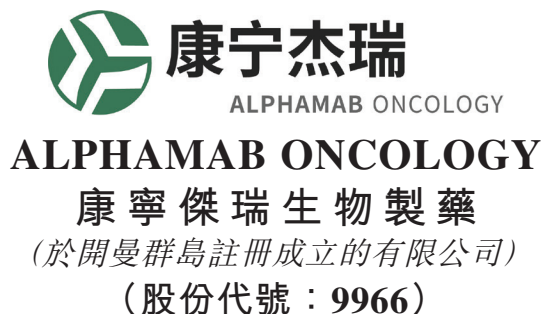 康宁杰瑞
ALPHAMAB ONCOLOGY
ALPHAMAB ONCOLOGY
康寧傑瑞生物製藥
(於開曼群島註冊成立的有限公司)
（股份代號：9966）